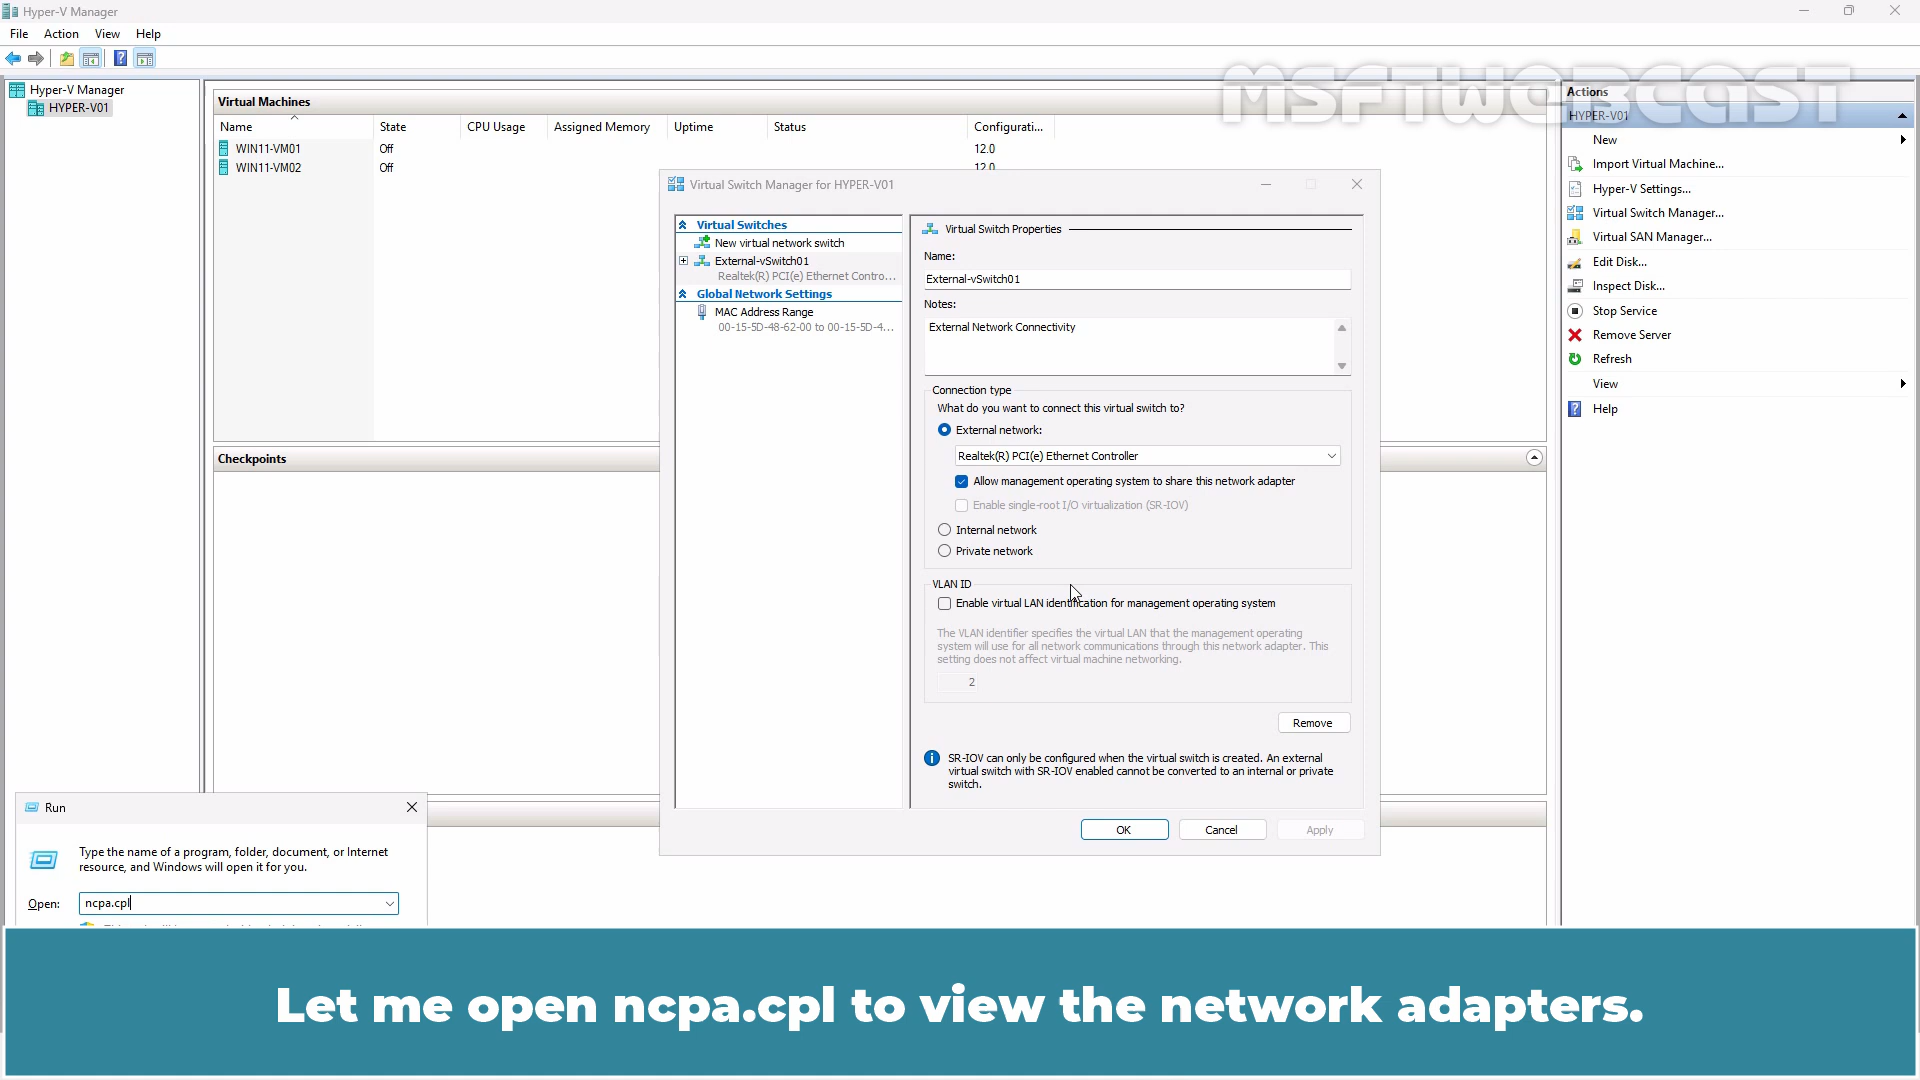 Hyper-V Manager
File Action View Help
Hyper-V Manager
HYPER-V01
Virtual Machines
Name State CPU Usage Assigned Memory Uptime Status Configurati...
WIN11-VM01 Off 12.0
WIN11-VM02 Off 12.0
Checkpoints
MSFTWEBCAST
Actions
HYPER-V01
New
Import Virtual Machine...
Hyper-V Settings...
Virtual Switch Manager...
Virtual SAN Manager...
Edit Disk...
Inspect Disk...
Stop Service
Remove Server
Refresh
View
Help
Virtual Switch Manager for HYPER-V01
Virtual Switches
New virtual network switch
External-vSwitch01
Realtek(R) PCI(e) Ethernet Contro...
Global Network Settings
MAC Address Range
00-15-5D-48-62-00 to 00-15-5D-4...
Virtual Switch Properties
Name:
External-vSwitch01
Notes:
External Network Connectivity
Connection type
What do you want to connect this virtual switch to?
External network:
Realtek(R) PCI(e) Ethernet Controller
Allow management operating system to share this network adapter
Enable single-root I/O virtualization (SR-IOV)
Internal network
Private network
VLAN ID
Enable virtual LAN identification for management operating system
The VLAN identifier specifies the virtual LAN that the management operating
system will use for all network communications through this network adapter. This
setting does not affect virtual machine networking.
2
Remove
SR-IOV can only be configured when the virtual switch is created. An external
virtual switch with SR-IOV enabled cannot be converted to an internal or private
switch.
OK Cancel Apply
Run
Type the name of a program, folder, document, or Internet
resource, and Windows will open it for you.
Open: ncpa.cpl
Let me open ncpa.cpl to view the network adapters.